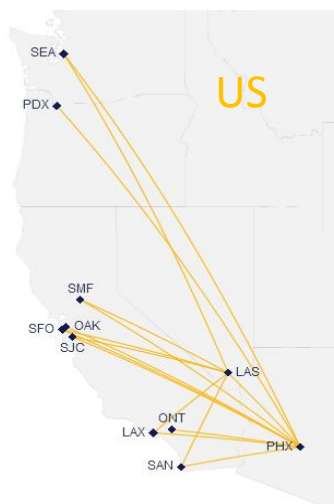 SEA
US
PDX
SMF
SFO
OAK
SJC
LAS
ONT
LAX
PHX
SAN